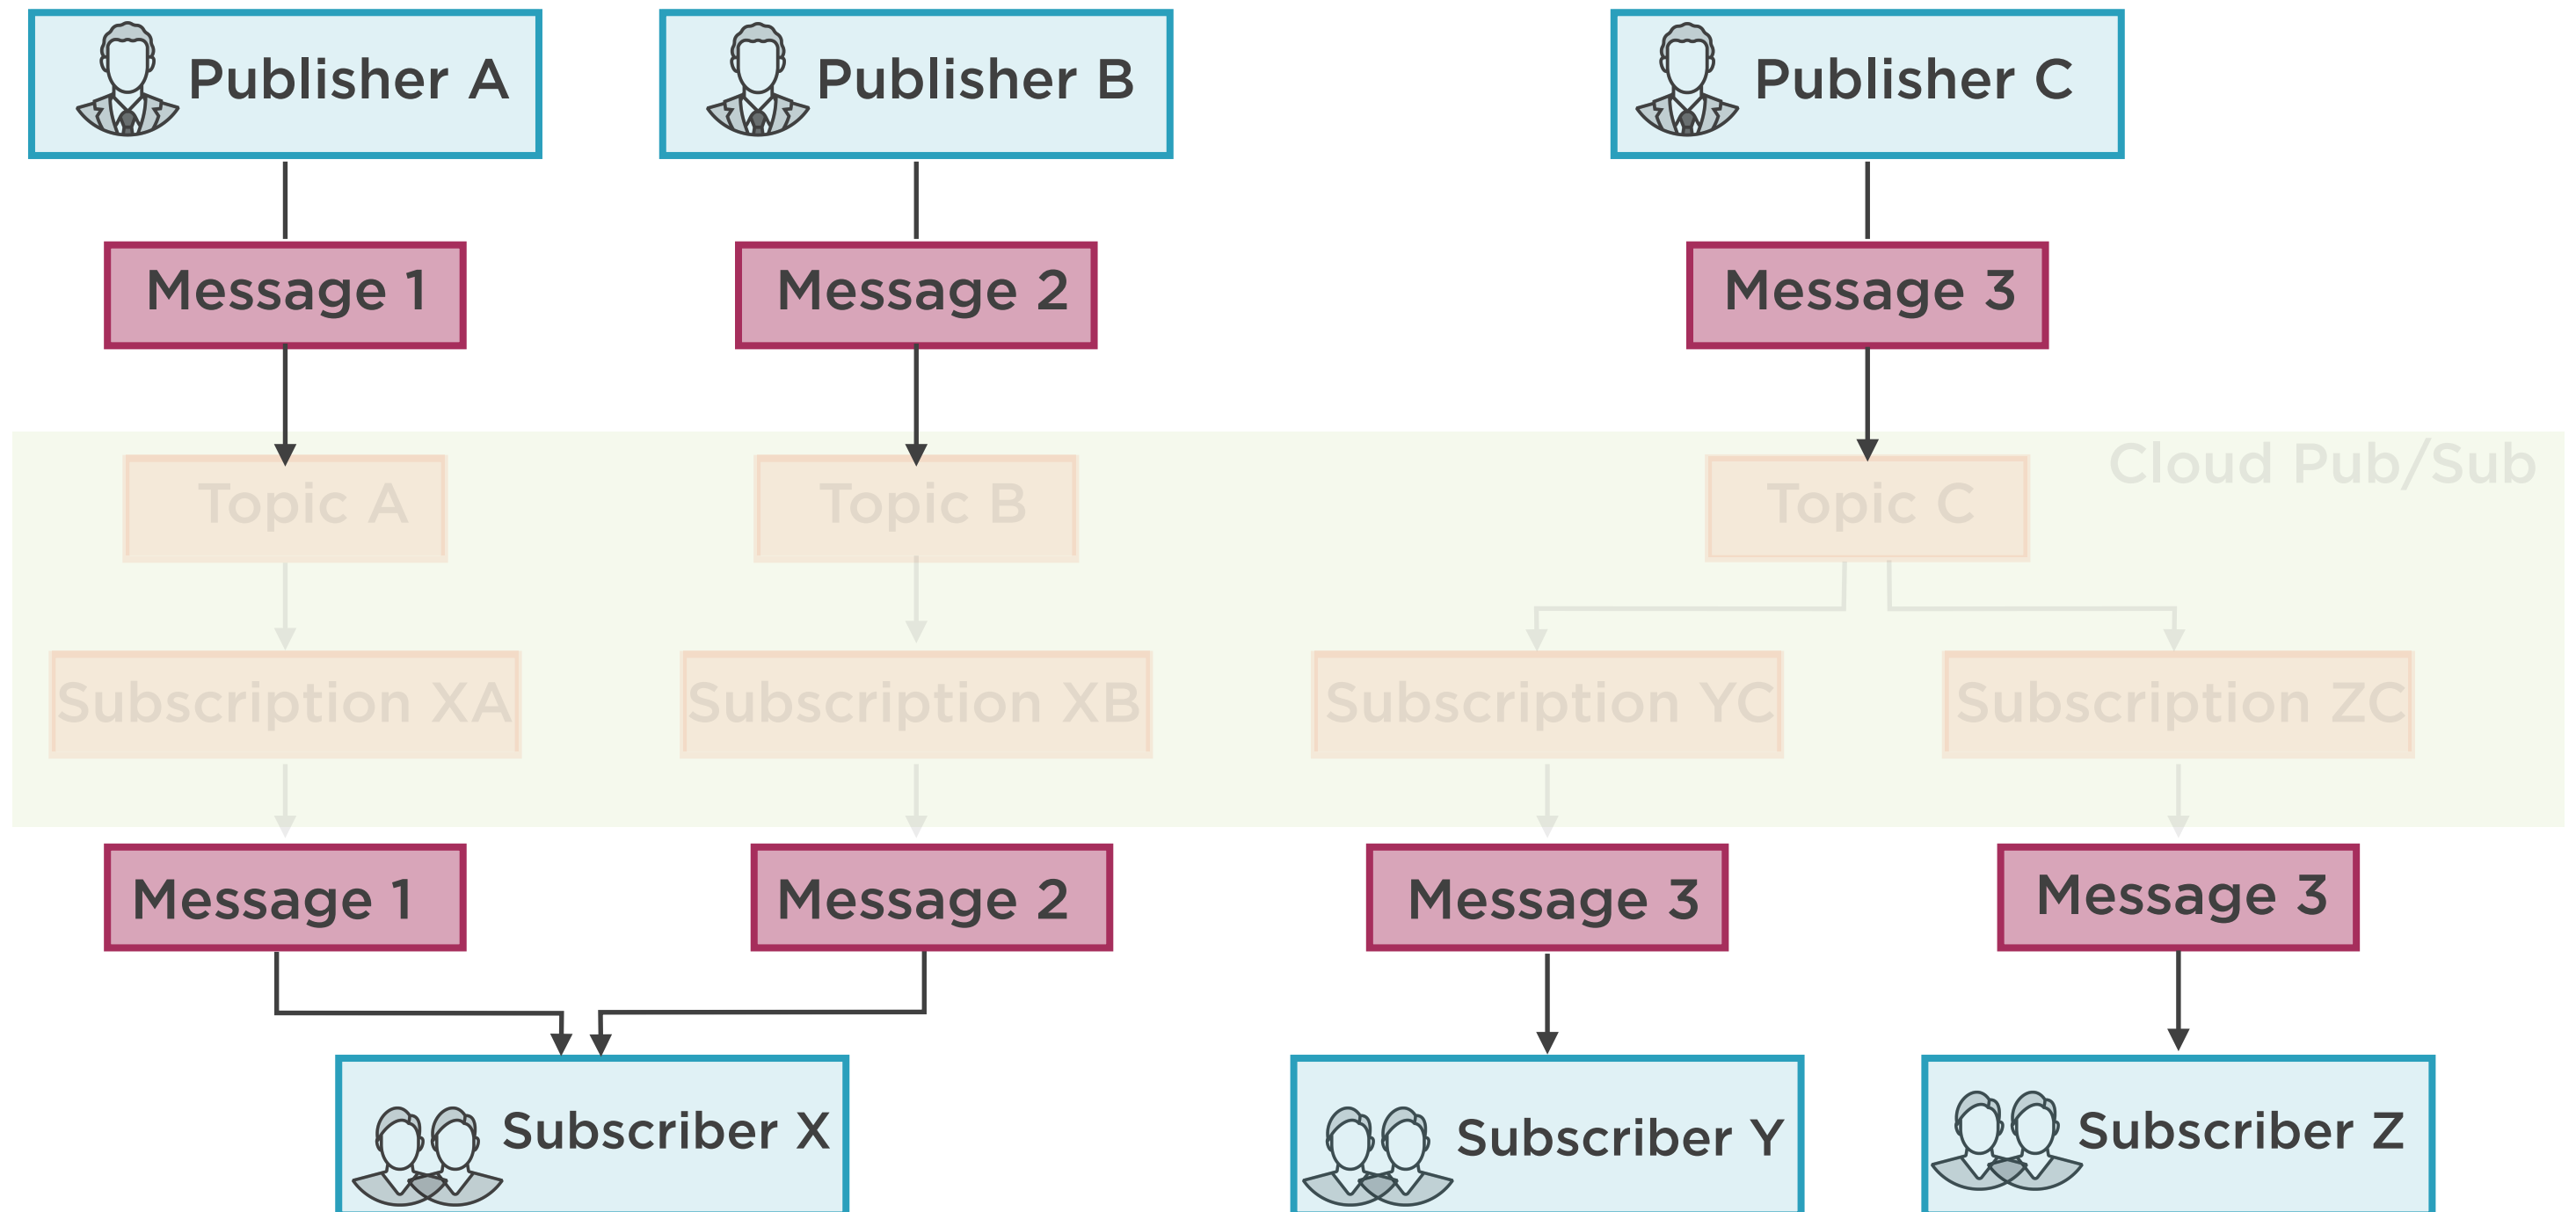 Publisher A
Publisher B
Publisher C
Message 1
Message 2
Message 3
Cloud Pub/Sub
Topic A
Topic B
Topic C
Subscription XA
Subscription XB
Subscription YC
Subscription ZC
Message 1
Message 2
Message 3
Message 3
Subscriber X
Subscriber Y
Subscriber Z